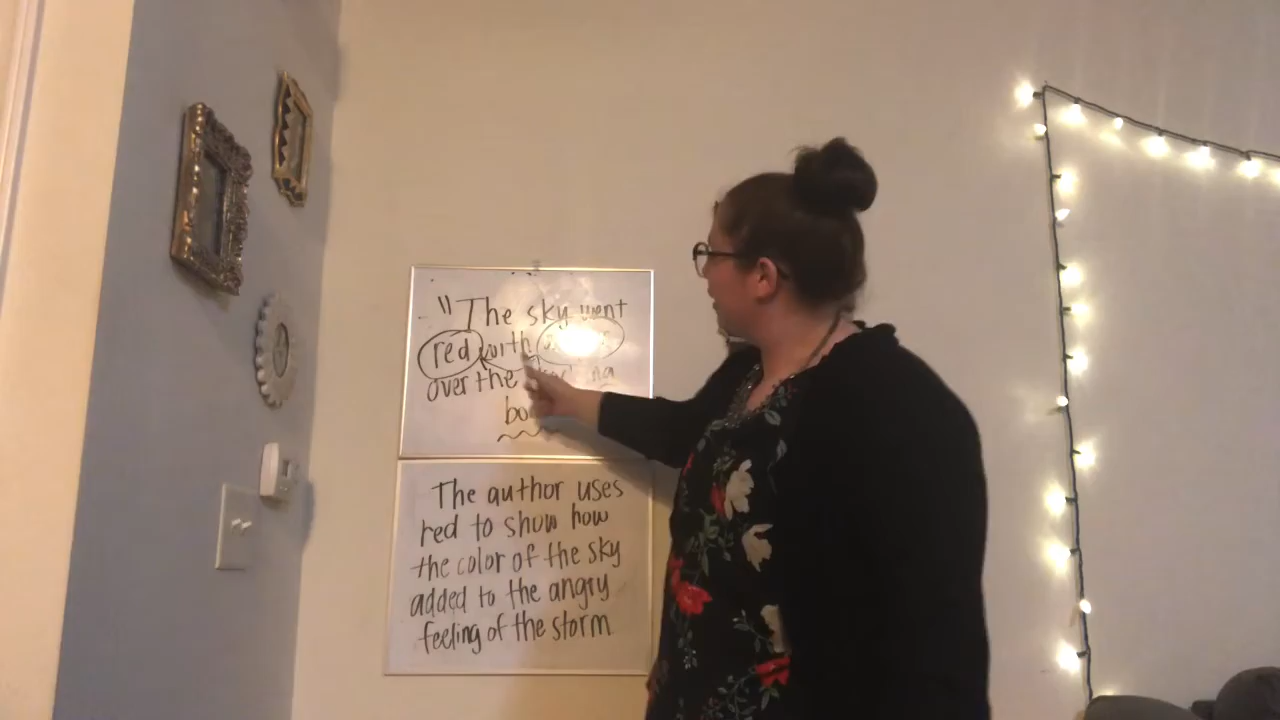 "The sky went
red with
over the
The author uses
red to show how
the color of the sky
added to the angry
feeling of the storm